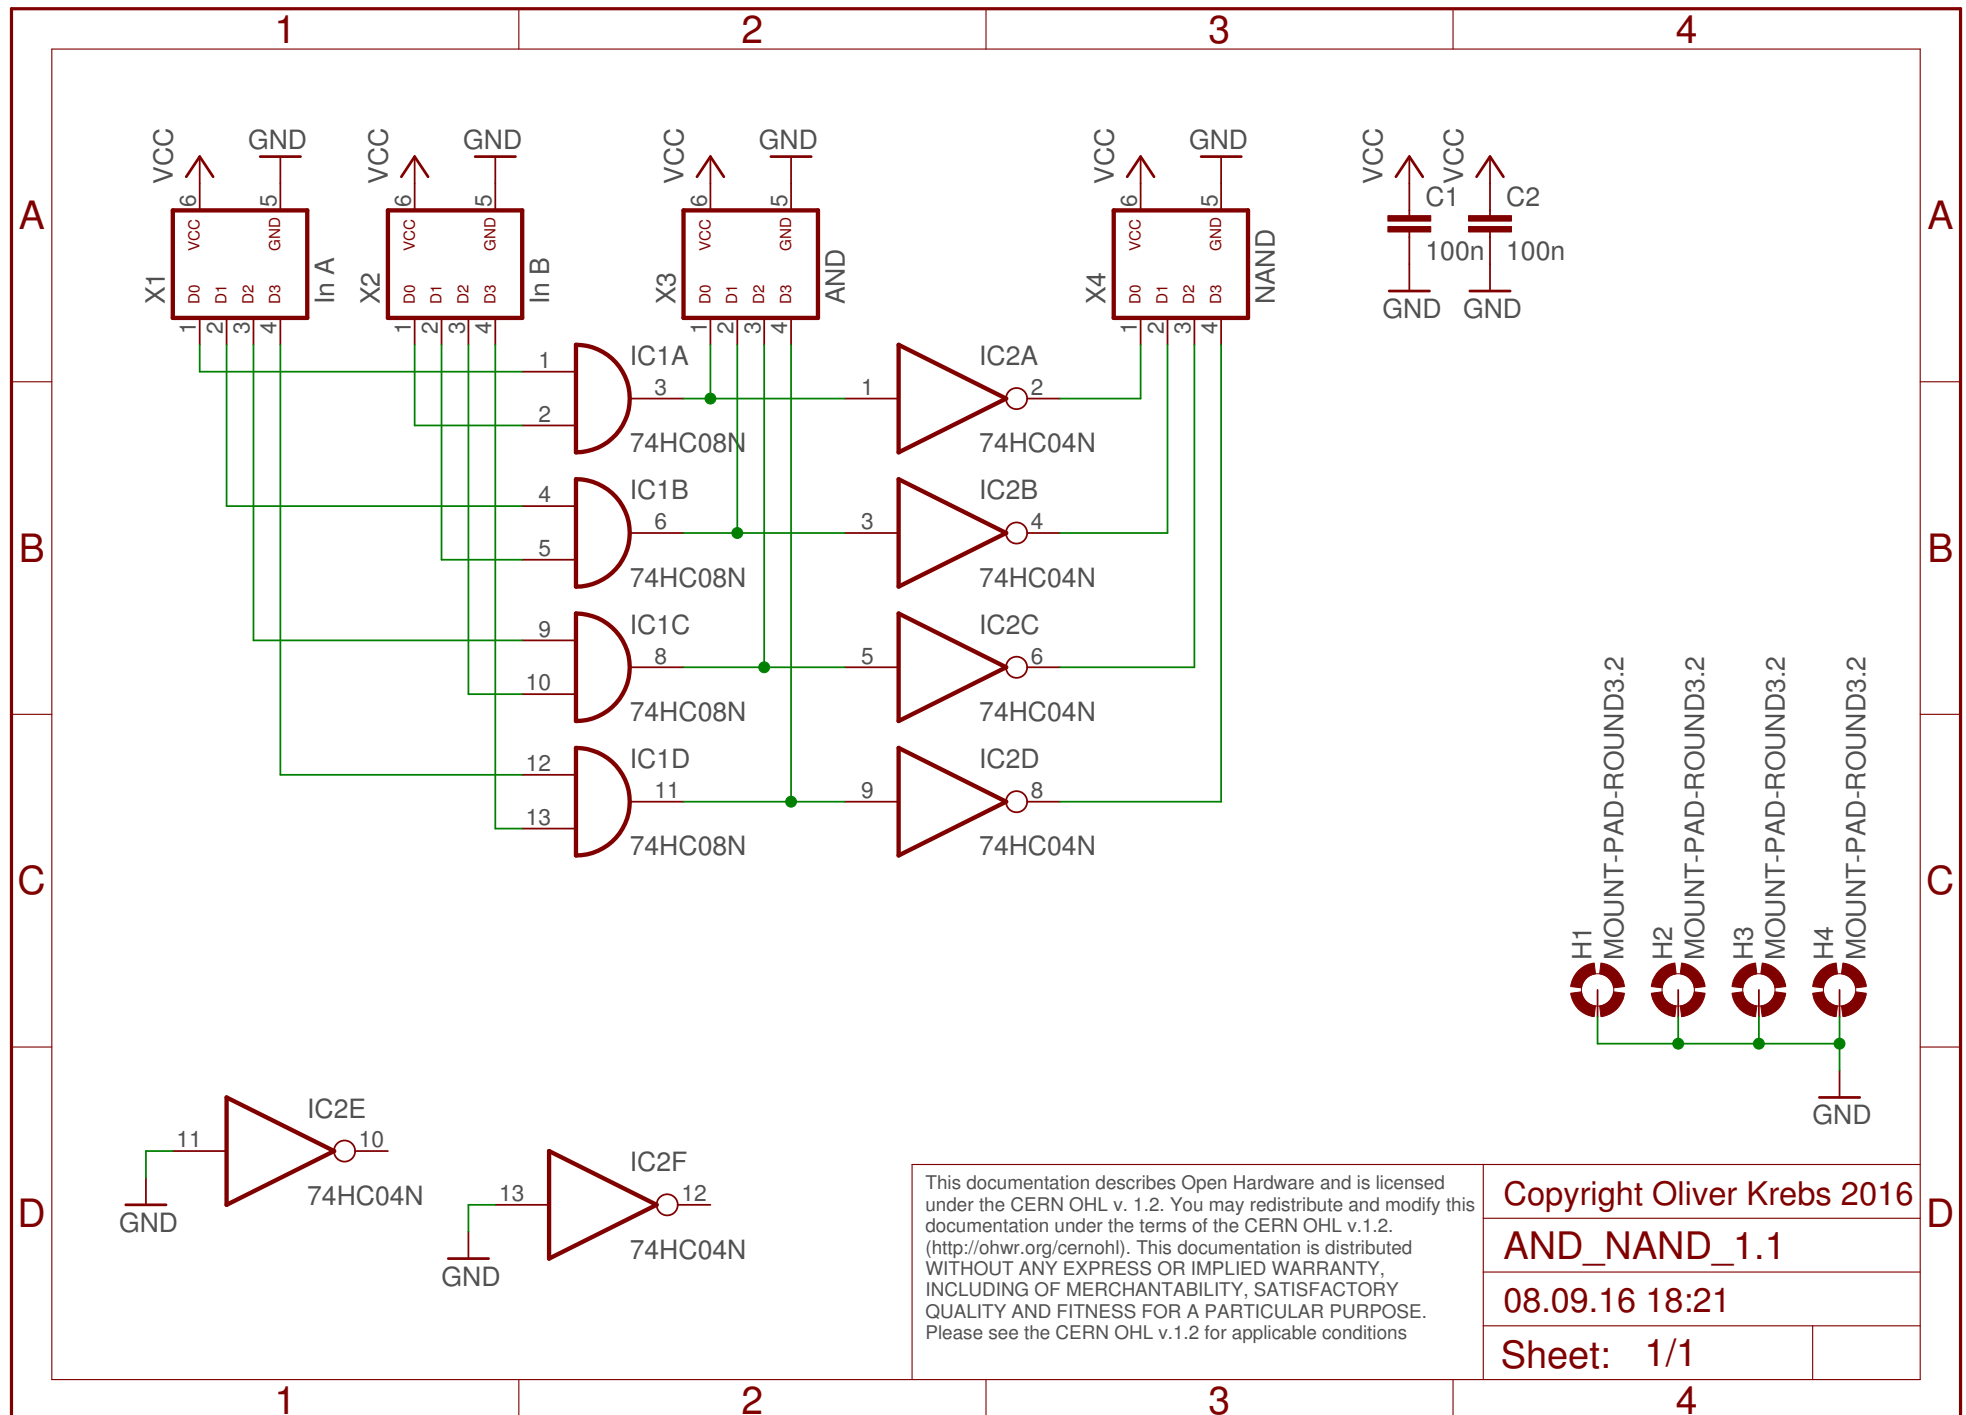 1 2 3 4
A A
VCC GND VCC GND VCC GND VCC GND VCC VCC
6 5 6 5 6 5 6 5 C1 C2
VCC GND VCC GND VCC GND VCC GND
100n 100n
X1 In A X2 In B X3 AND X4 NAND
D0 D1 D2 D3 D0 D1 D2 D3 D0 D1 D2 D3 D0 D1 D2 D3
GND GND
1 2 3 4 1 2 3 4 1 2 3 4 1 2 3 4
IC1A IC2A
1 3 1 2
2
74HC08N 74HC04N
IC1B IC2B
4 6 3 4
B B
5
74HC08N 74HC04N
IC1C IC2C
9 8 5 6
10
74HC08N 74HC04N
IC1D IC2D
12 11 9 8
13
74HC08N 74HC04N
C C
H1 MOUNT-PAD-ROUND3.2
H2 MOUNT-PAD-ROUND3.2
H3 MOUNT-PAD-ROUND3.2
H4 MOUNT-PAD-ROUND3.2
GND
IC2E
11 10
74HC04N
GND
IC2F
13 12
74HC04N
GND
D D
This documentation describes Open Hardware and is licensed
under the CERN OHL v. 1.2. You may redistribute and modify this
documentation under the terms of the CERN OHL v.1.2.
(http://ohwr.org/cernohl). This documentation is distributed
WITHOUT ANY EXPRESS OR IMPLIED WARRANTY,
INCLUDING OF MERCHANTABILITY, SATISFACTORY
QUALITY AND FITNESS FOR A PARTICULAR PURPOSE.
Please see the CERN OHL v.1.2 for applicable conditions
Copyright Oliver Krebs 2016
AND_NAND_1.1
08.09.16 18:21
Sheet: 1/1
1 2 3 4